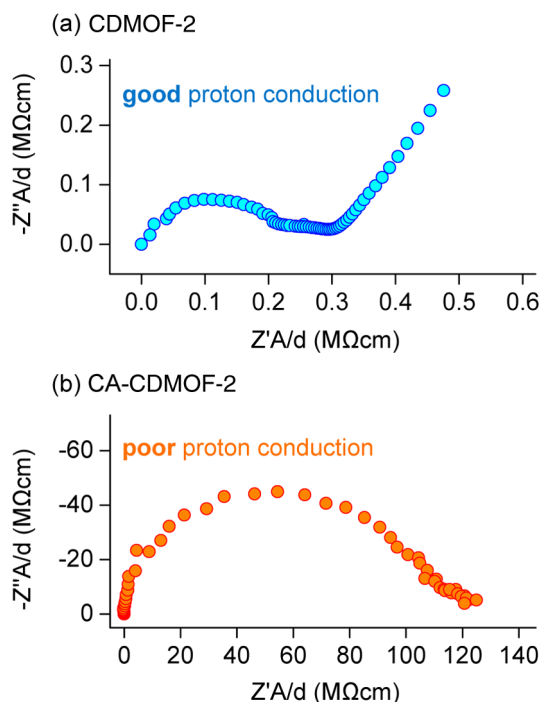 (a) CDMOF-2
0.3
good proton conduction
0.2
0.1
0.0
-Z''A/d (MΩcm)
0.0 0.1 0.2 0.3 0.4 0.5 0.6
Z'A/d (MΩcm)
(b) CA-CDMOF-2
-60
poor proton conduction
-40
-20
0
-Z''A/d (MΩcm)
0 20 40 60 80 100 120 140
Z'A/d (MΩcm)